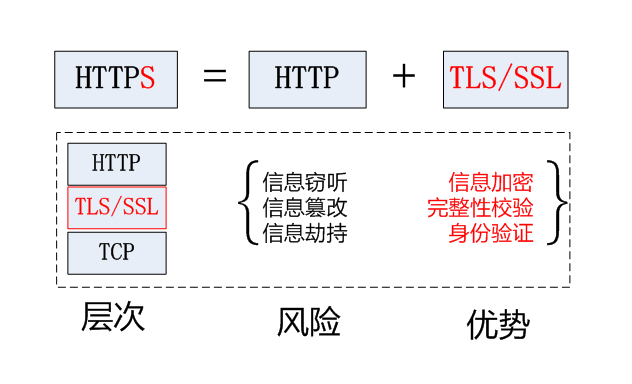 HTTPS = HTTP + TLS/SSL
HTTP
TLS/SSL
TCP
信息窃听
信息篡改
信息劫持
信息加密
完整性校验
身份验证
层次
风险
优势